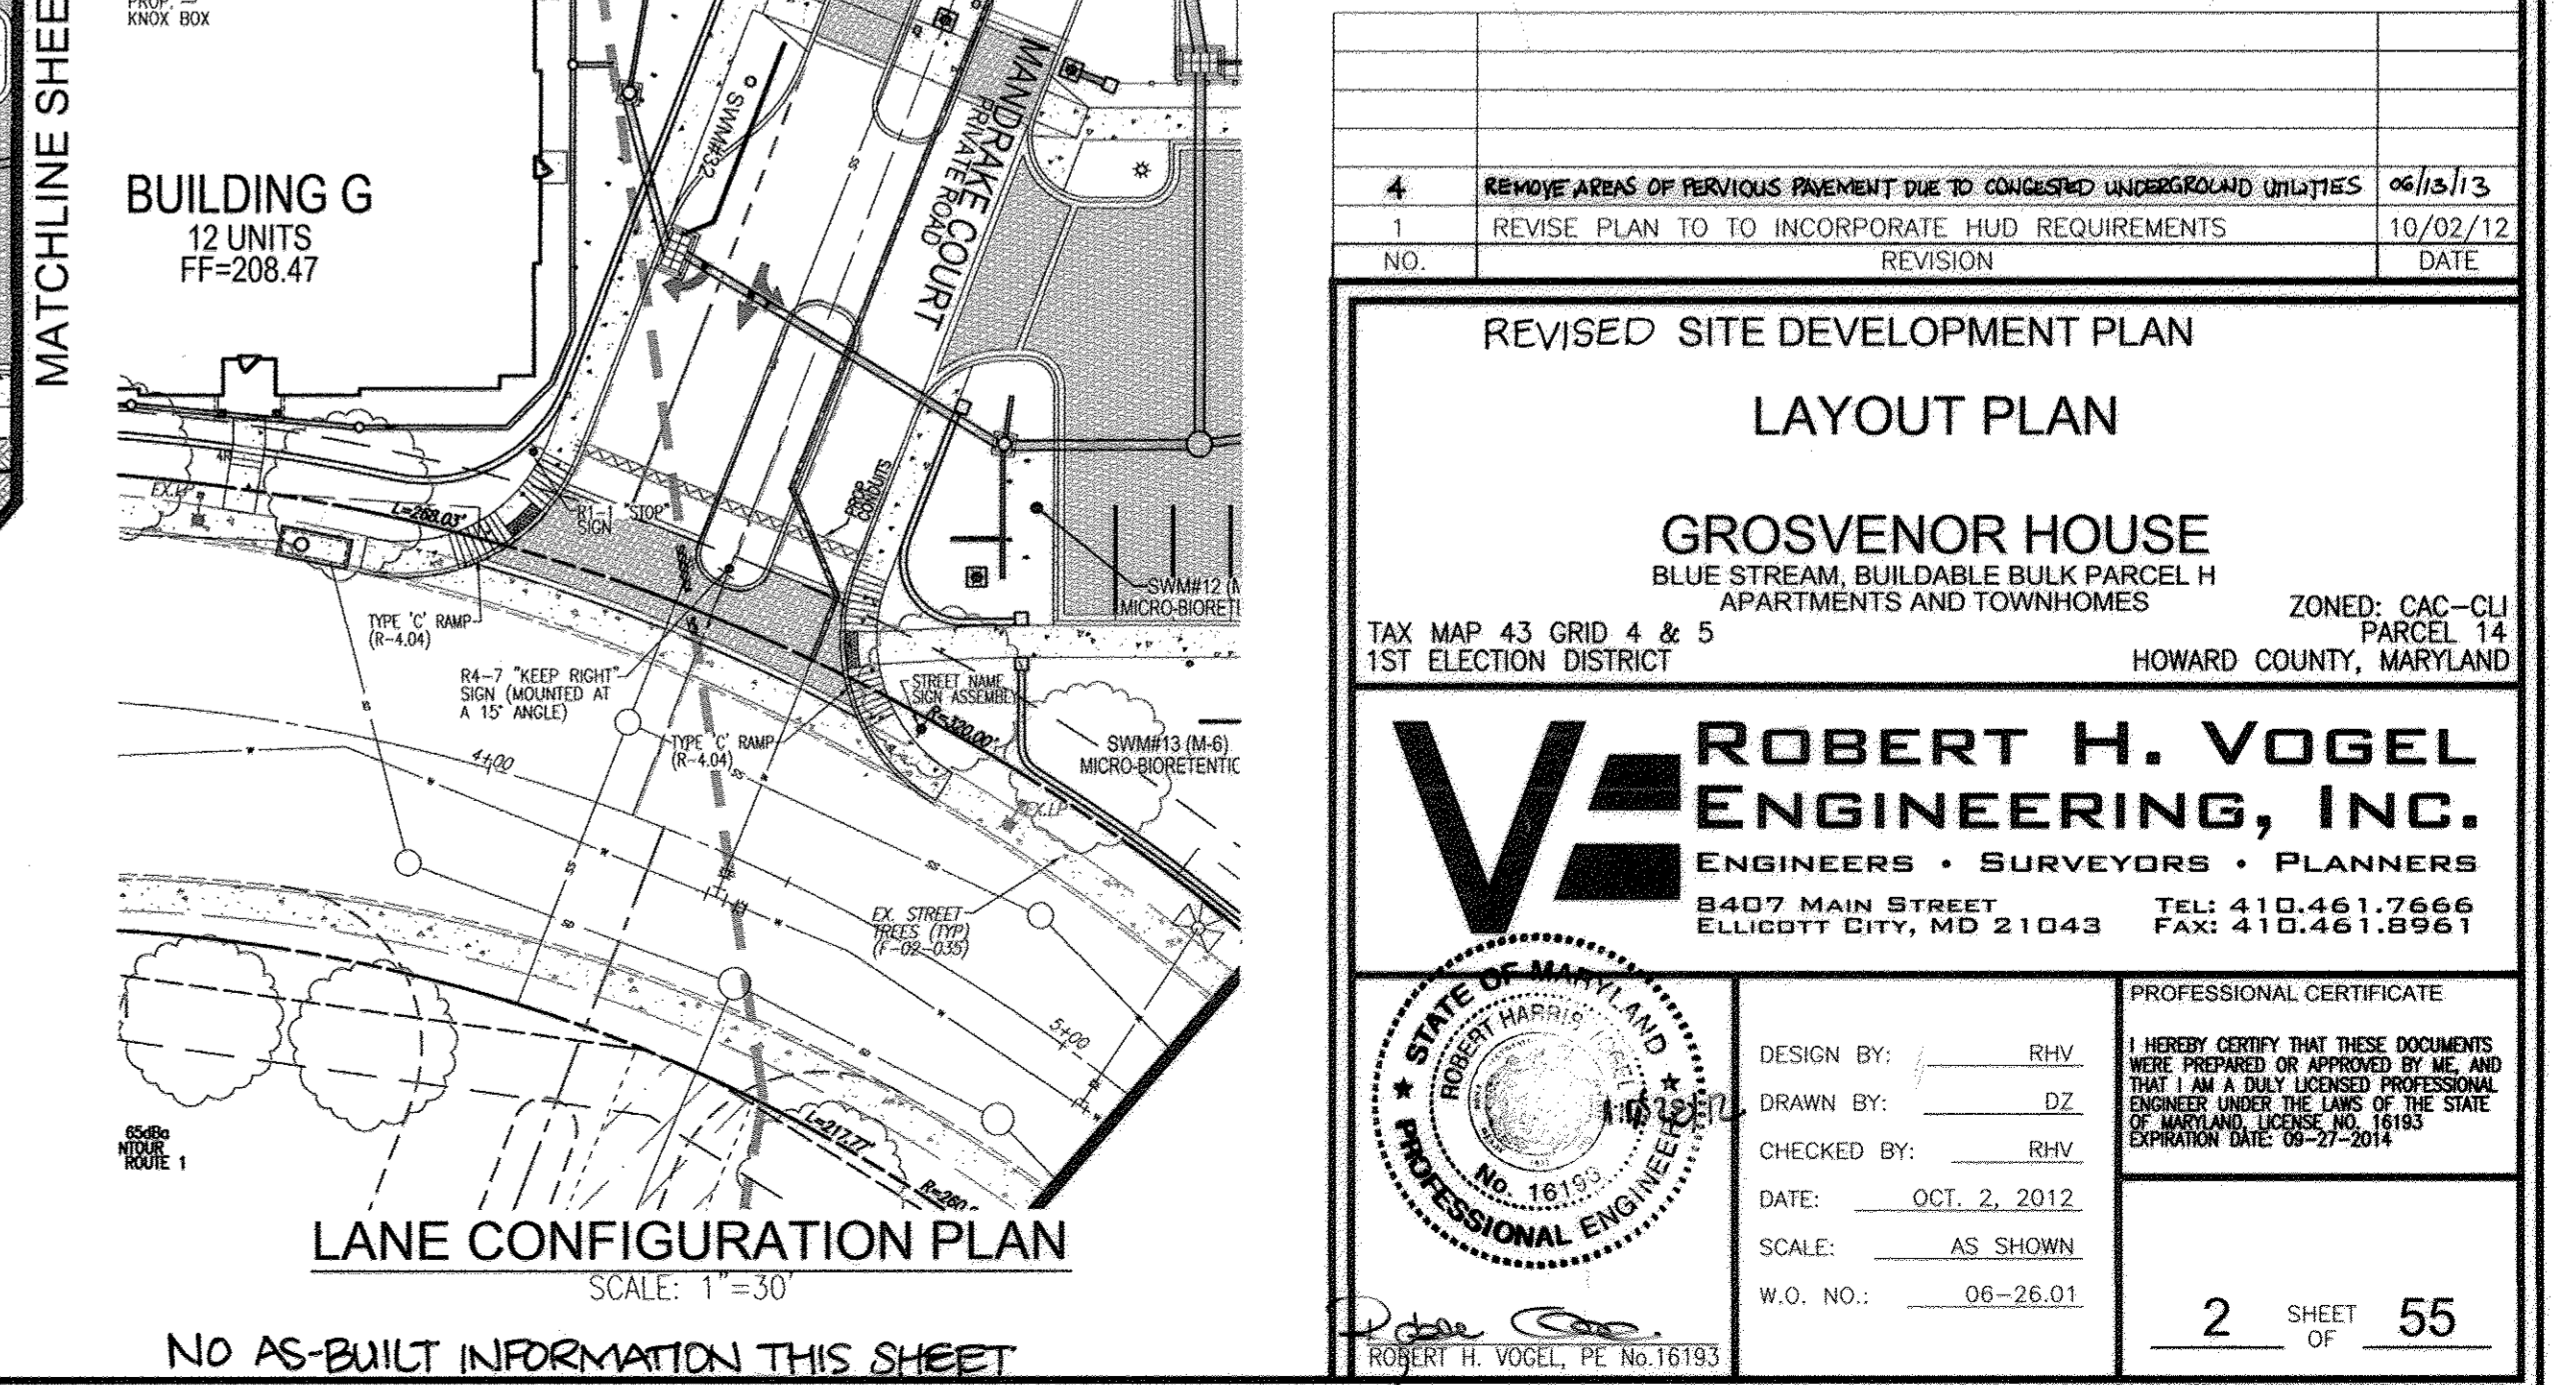 PROP.
KNOX BOX
MATCHLINE SHEE
BUILDING G
12 UNITS
FF=208.47
SWM#32
MANDRAKE COURT
PRIVATE ROAD
SS
EX.LP
L=268.03'
R1-1 "STOP"
SIGN
PROP.
CONDUITS
SWM#12 (M
MICRO-BIORETE
TYPE 'C' RAMP
(R-4.04)
R4-7 "KEEP RIGHT"
SIGN (MOUNTED AT
A 15° ANGLE)
STREET NAME
SIGN ASSEMBLY
R=320.00'
TYPE 'C' RAMP
(R-4.04)
SWM#13 (M-6)
MICRO-BIORETENTIO
4+00
EX.LP
EX. STREET
TREES (TYP)
(F-02-035)
5+00
65dBa
NTOUR
ROUTE 1
L=217.77'
R=260.
LANE CONFIGURATION PLAN
SCALE: 1"=30'
NO AS-BUILT INFORMATION THIS SHEET
4 REMOVE AREAS OF PERVIOUS PAVEMENT DUE TO CONGESTED UNDERGROUND UTILITIES 06/13/13
1 REVISE PLAN TO TO INCORPORATE HUD REQUIREMENTS 10/02/12
NO. REVISION DATE
REVISED SITE DEVELOPMENT PLAN
LAYOUT PLAN
GROSVENOR HOUSE
BLUE STREAM, BUILDABLE BULK PARCEL H
APARTMENTS AND TOWNHOMES
TAX MAP 43 GRID 4 & 5
1ST ELECTION DISTRICT
ZONED: CAC-CLI
PARCEL 14
HOWARD COUNTY, MARYLAND
ROBERT H. VOGEL
ENGINEERING, INC.
ENGINEERS • SURVEYORS • PLANNERS
8407 MAIN STREET TEL: 410.461.7666
ELLICOTT CITY, MD 21043 FAX: 410.461.8961
STATE OF MARYLAND
ROBERT HARRIS VOGEL
No. 16193
PROFESSIONAL ENGINEER
ROBERT H. VOGEL, PE No.16193
DESIGN BY: RHV
DRAWN BY: DZ
CHECKED BY: RHV
DATE: OCT. 2, 2012
SCALE: AS SHOWN
W.O. NO.: 06-26.01
PROFESSIONAL CERTIFICATE
I HEREBY CERTIFY THAT THESE DOCUMENTS
WERE PREPARED OR APPROVED BY ME, AND
THAT I AM A DULY LICENSED PROFESSIONAL
ENGINEER UNDER THE LAWS OF THE STATE
OF MARYLAND, LICENSE NO. 16193
EXPIRATION DATE: 09-27-2014
2 SHEET OF 55